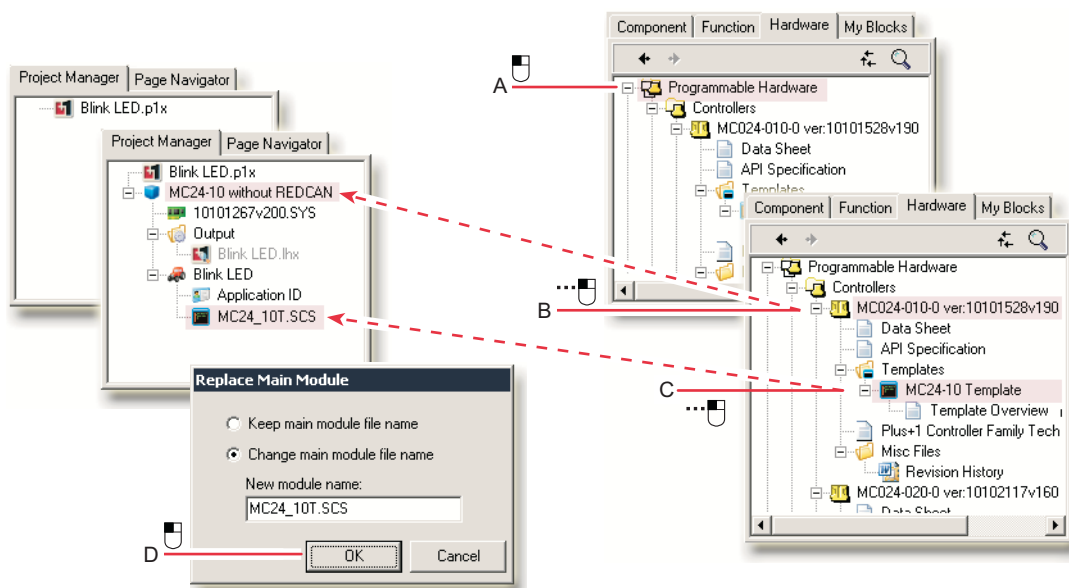 Project Manager Page Navigator
Blink LED.p1x
Project Manager Page Navigator
Blink LED.p1x
MC24-10 without REDCAN
10101267v200.SYS
Output
Blink LED.lhx
Blink LED
Application ID
MC24_10T.SCS
Replace Main Module
Keep main module file name
Change main module file name
New module name:
MC24_10T.SCS
D
OK Cancel
Component Function Hardware My Blocks
A
Programmable Hardware
Controllers
MC024-010-0 ver:10101528v190
Data Sheet
API Specification
Templates
Component Function Hardware My Blocks
Programmable Hardware
Controllers
B
MC024-010-0 ver:10101528v190
Data Sheet
API Specification
Templates
C
MC24-10 Template
Template Overview
Plus+1 Controller Family Tech
Misc Files
Revision History
MC024-020-0 ver:10102117v160
Data Sheet